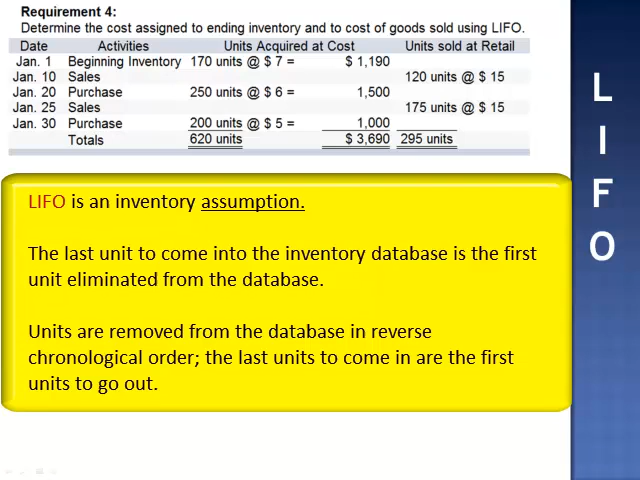 Requirement 4:
Determine the cost assigned to ending inventory and to cost of goods sold using LIFO.
Date Activities Units Acquired at Cost Units sold at Retail
Jan. 1 Beginning Inventory 170 units @ $ 7 = $ 1,190
Jan. 10 Sales 120 units @ $ 15
Jan. 20 Purchase 250 units @ $ 6 = 1,500
Jan. 25 Sales 175 units @ $ 15
Jan. 30 Purchase 200 units @ $ 5 = 1,000
Totals 620 units $ 3,690 295 units
LIFO is an inventory assumption.
The last unit to come into the inventory database is the first
unit eliminated from the database.
Units are removed from the database in reverse
chronological order; the last units to come in are the first
units to go out.
L
I
F
O